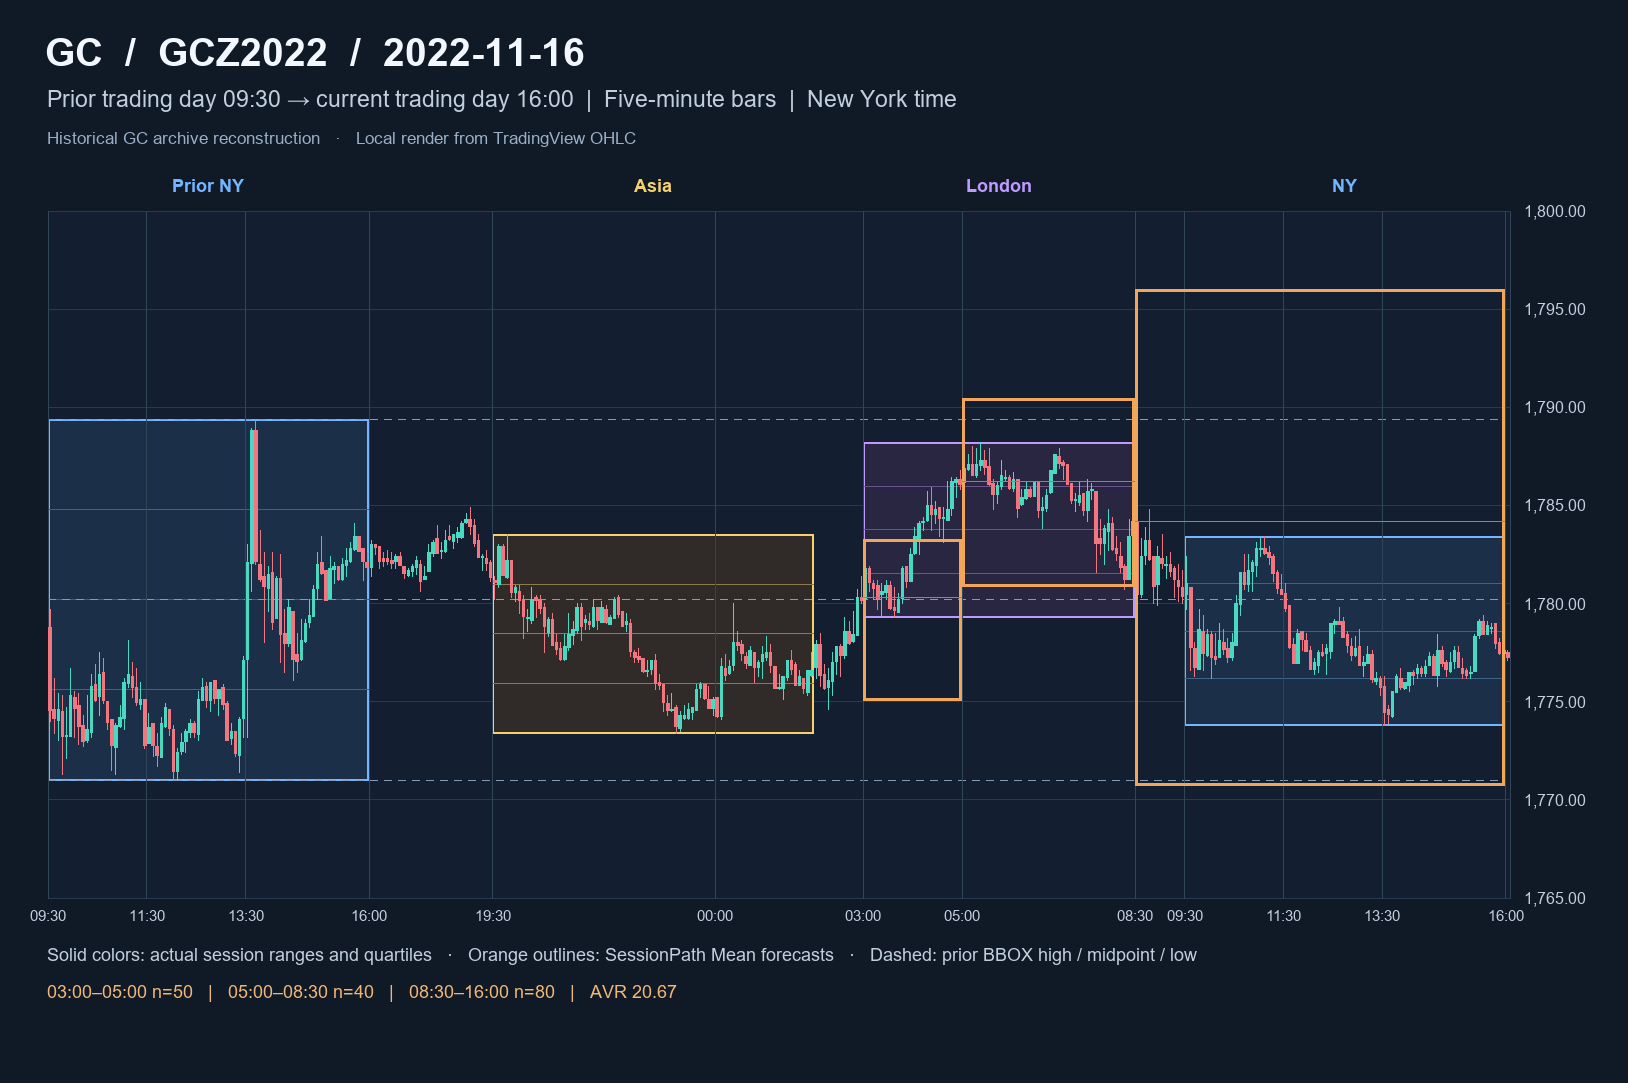 GC / GCZ2022 / 2022-11-16
Prior trading day 09:30 → current trading day 16:00 | Five-minute bars | New York time
Historical GC archive reconstruction · Local render from TradingView OHLC
Prior NY Asia London NY
1,800.00
1,795.00
1,790.00
1,785.00
1,780.00
1,775.00
1,770.00
1,765.00
09:30 11:30 13:30 16:00 19:30 00:00 03:00 05:00 08:30 09:30 11:30 13:30 16:00
Solid colors: actual session ranges and quartiles · Orange outlines: SessionPath Mean forecasts · Dashed: prior BBOX high / midpoint / low
03:00–05:00 n=50 | 05:00–08:30 n=40 | 08:30–16:00 n=80 | AVR 20.67